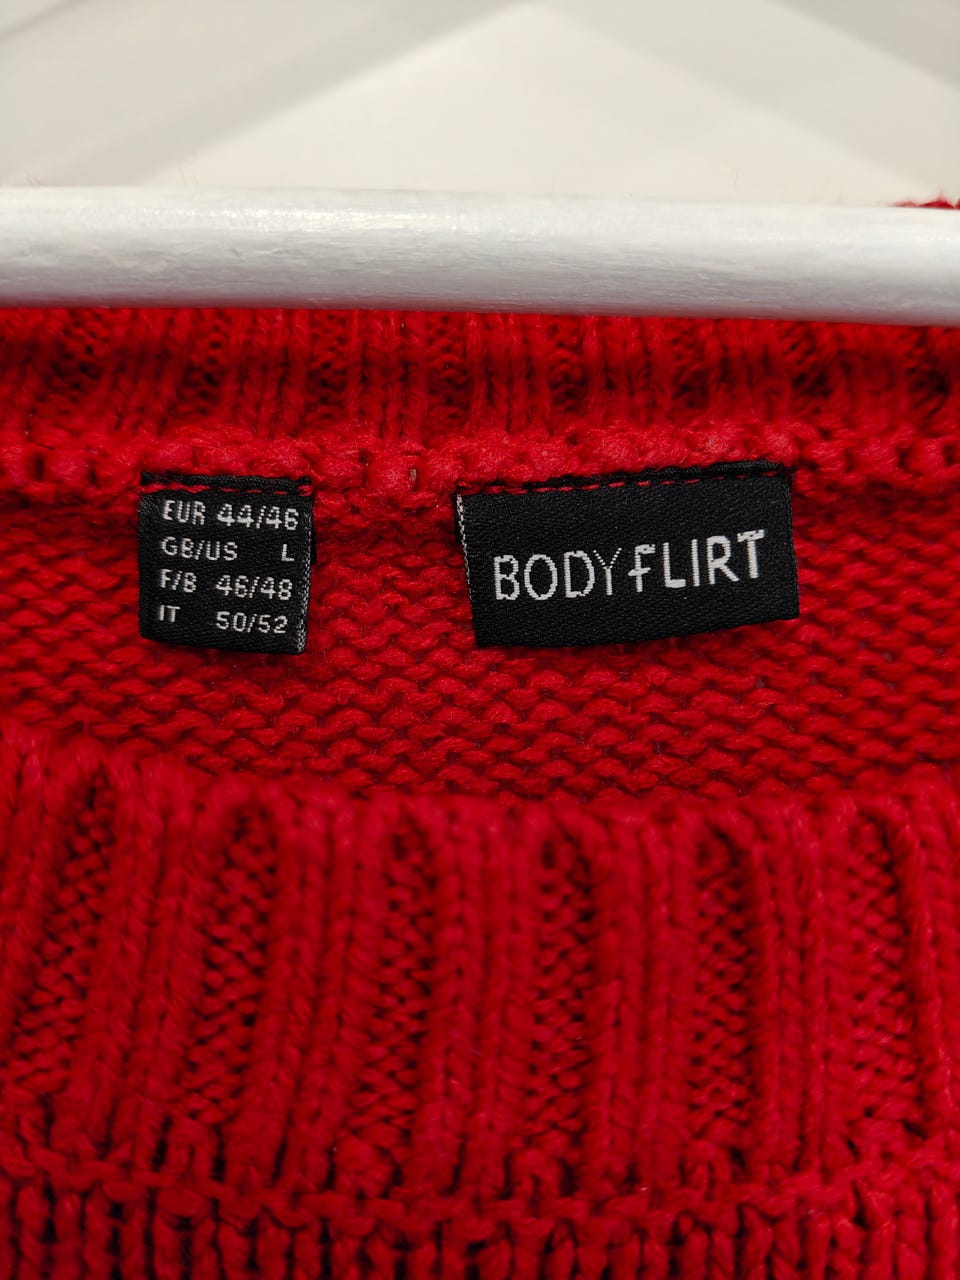 EUR 44/46
GB/US L
F/B 46/48
IT 50/52
BODYFLIRT